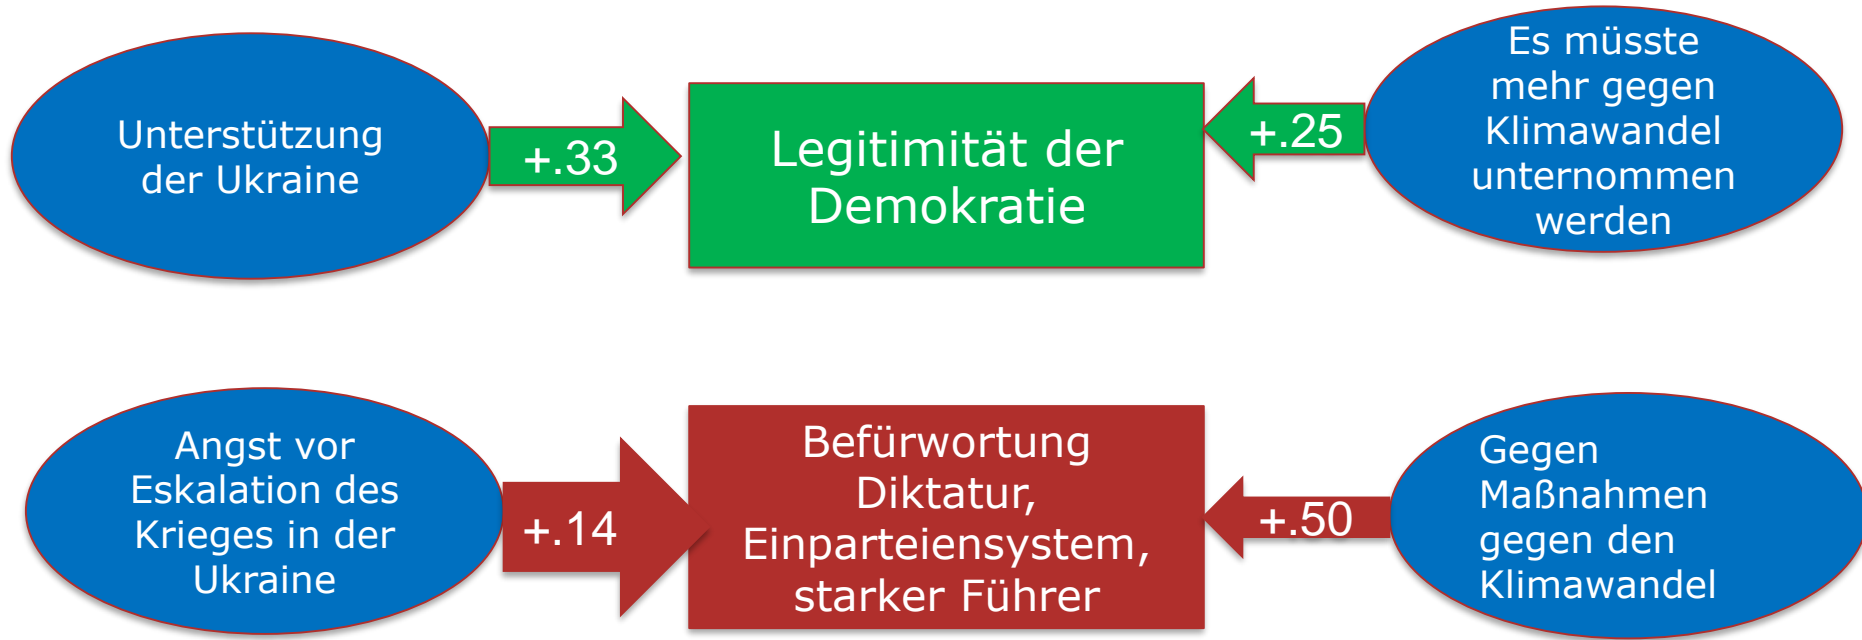 Unterstützung
der Ukraine
+.33
Legitimität der
Demokratie
+.25
Es müsste
mehr gegen
Klimawandel
unternommen
werden
Angst vor
Eskalation des
Krieges in der
Ukraine
+.14
Befürwortung
Diktatur,
Einparteiensystem,
starker Führer
+.50
Gegen
Maßnahmen
gegen den
Klimawandel